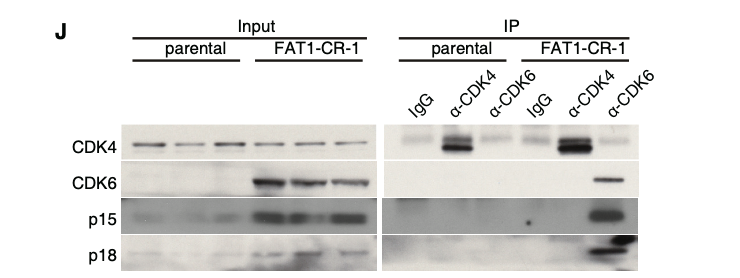 J
Input IP
parental FAT1-CR-1 parental FAT1-CR-1
IgG α-CDK4 α-CDK6 IgG α-CDK4 α-CDK6
CDK4
CDK6
p15
p18